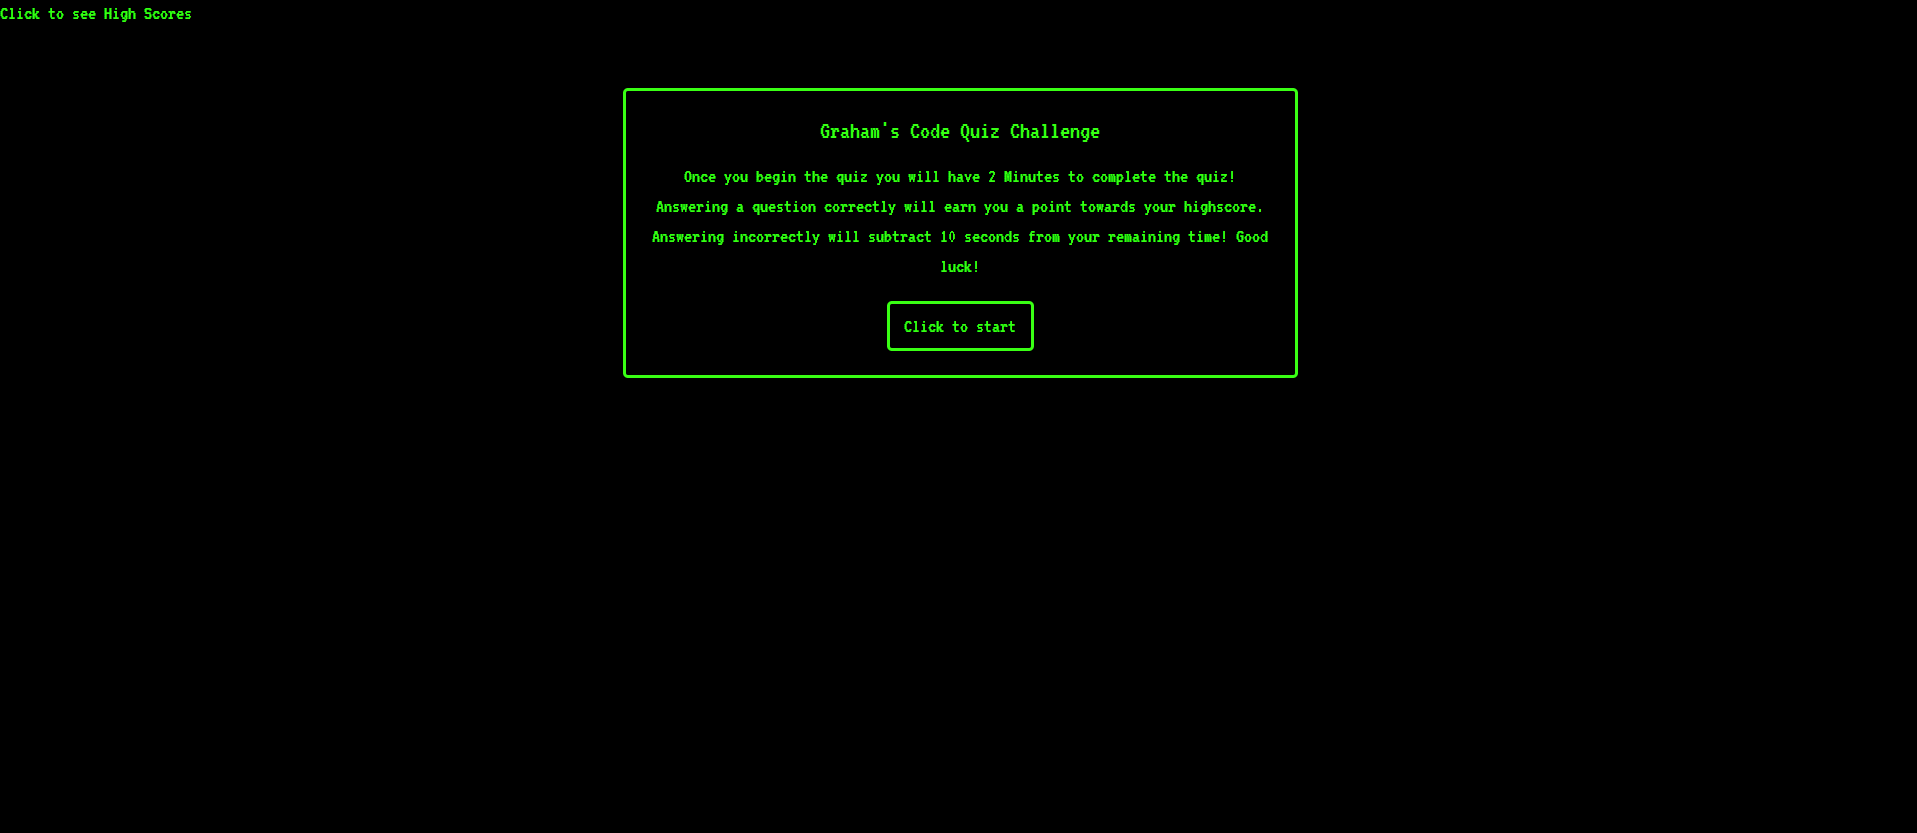 Click to see High Scores
Graham's Code Quiz Challenge
Once you begin the quiz you will have 2 Minutes to complete the quiz!
Answering a question correctly will earn you a point towards your highscore.
Answering incorrectly will subtract 10 seconds from your remaining time! Good
luck!
Click to start